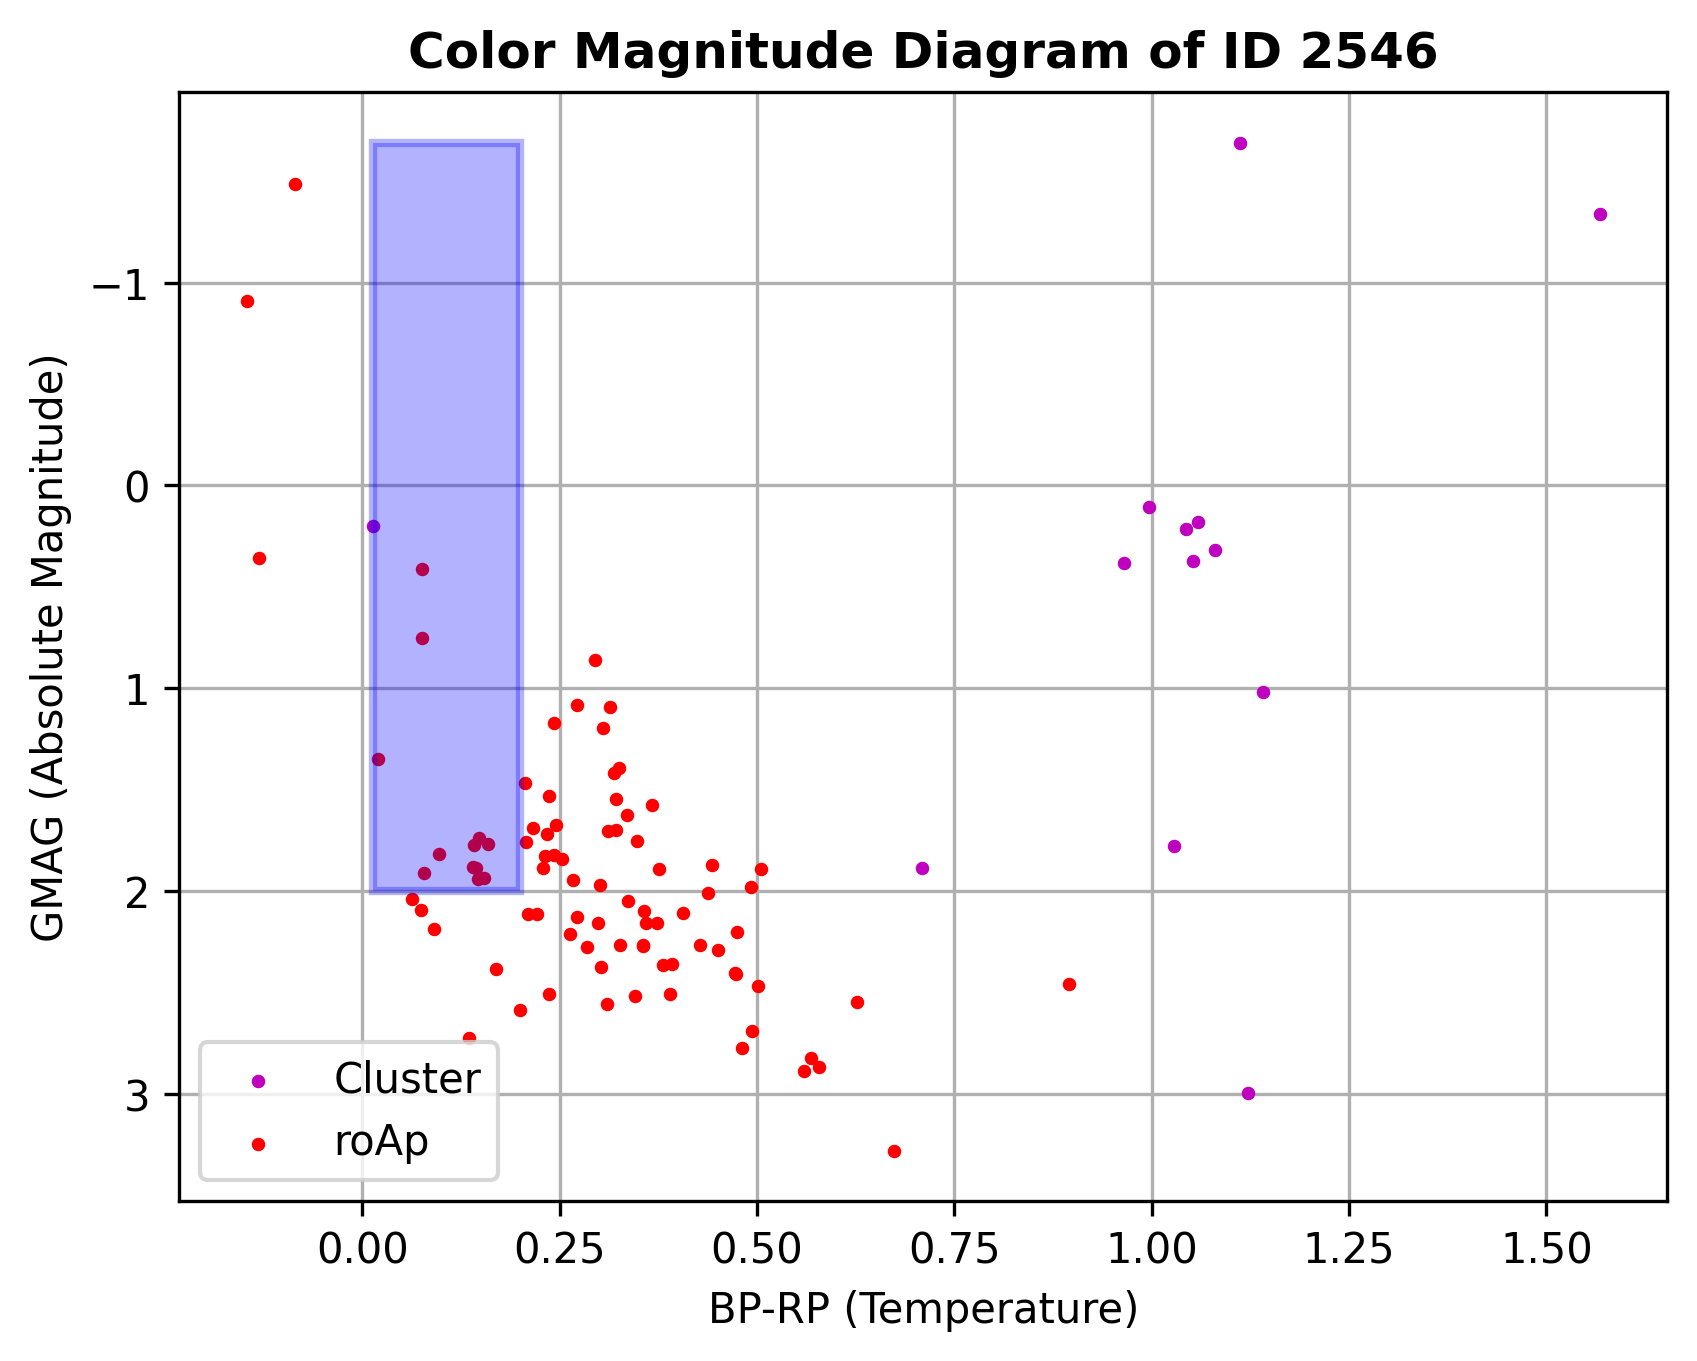 Color Magnitude Diagram of ID 2546
GMAG (Absolute Magnitude)
−1
0
1
2
3
Cluster
roAp
0.00 0.25 0.50 0.75 1.00 1.25 1.50
BP-RP (Temperature)